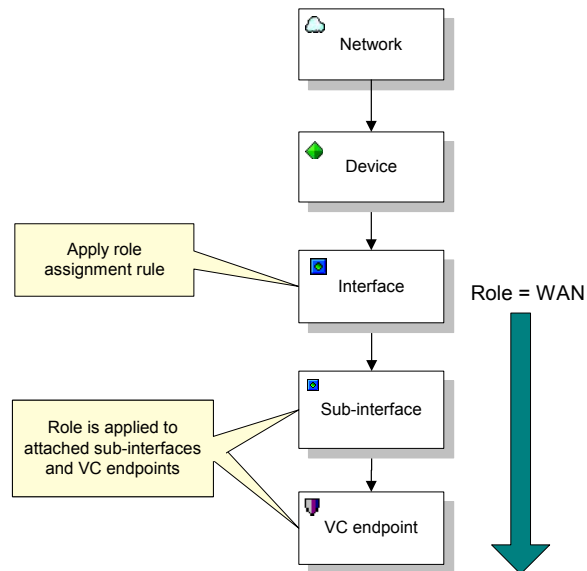 Network
Device
Apply role
assignment rule
Interface
Role = WAN
Sub-interface
Role is applied to
attached sub-interfaces
and VC endpoints
VC endpoint